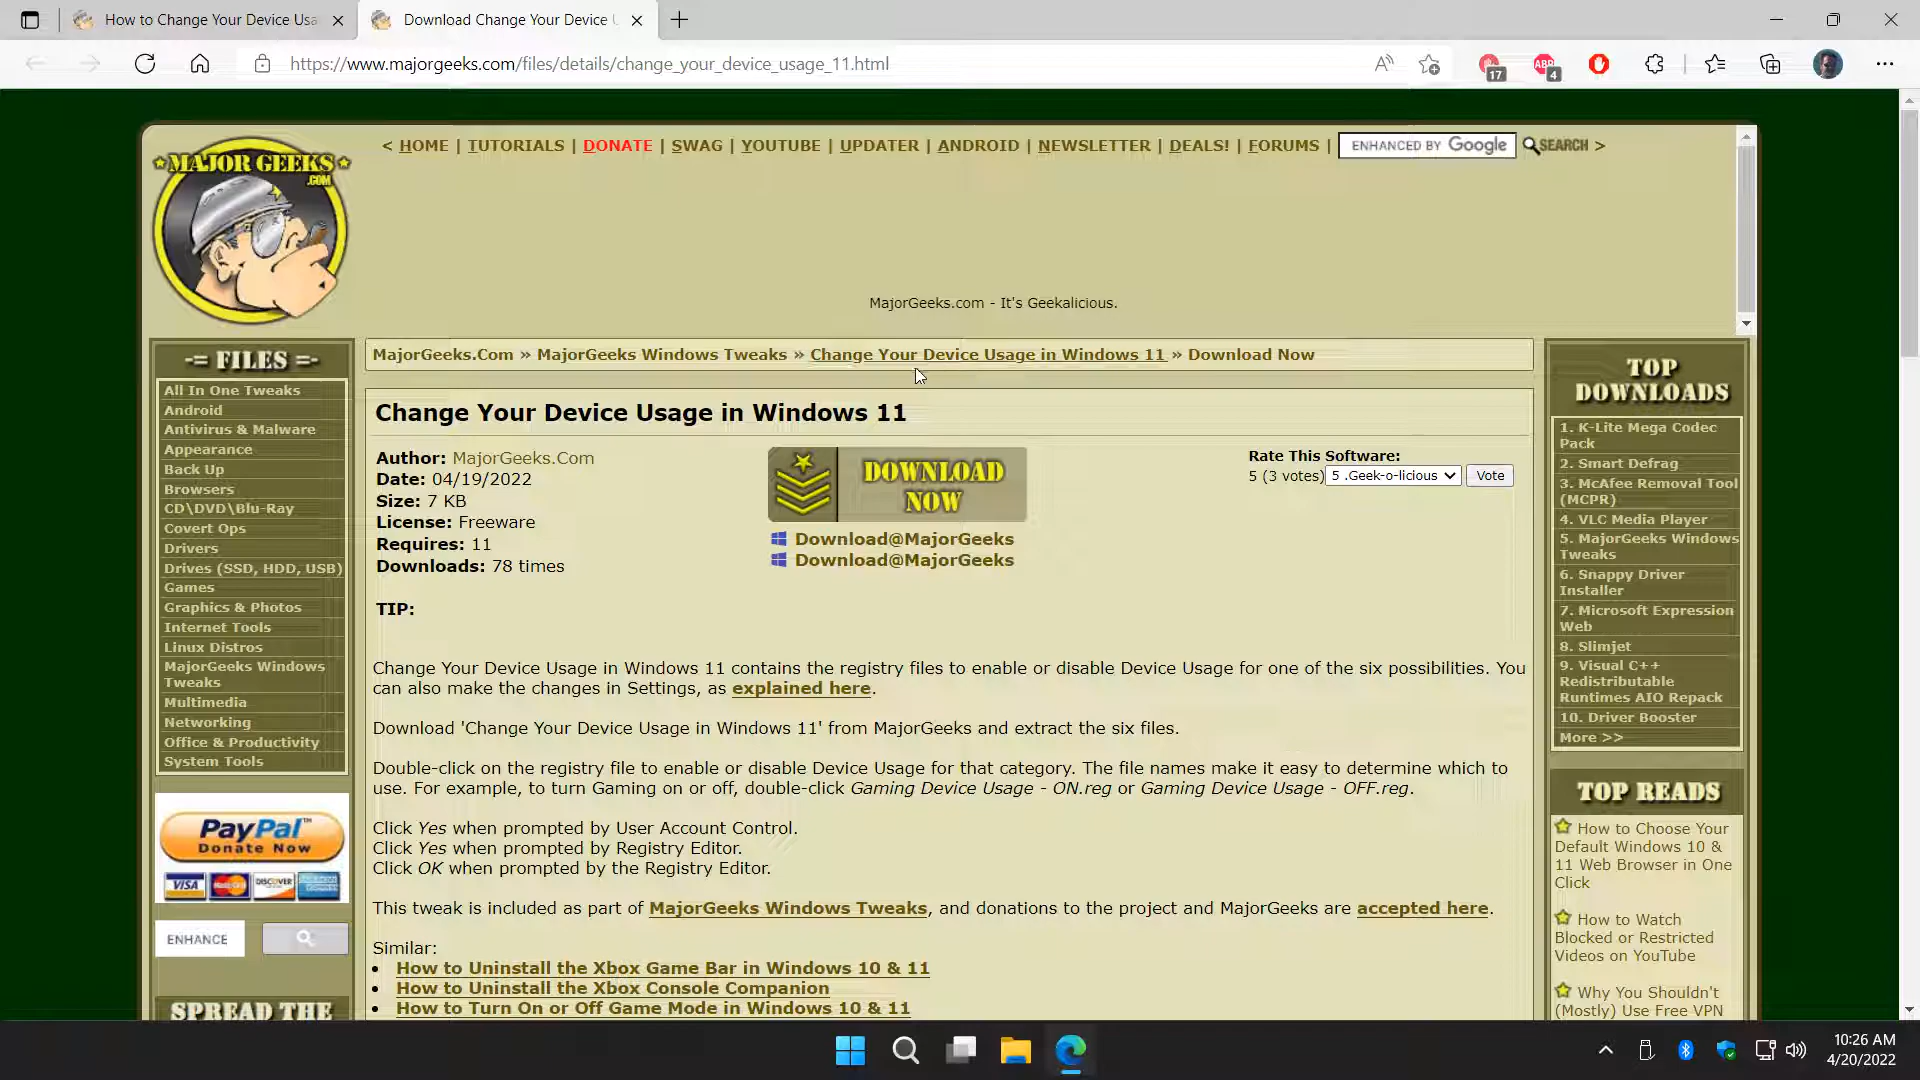 How to Change Your Device Usa
Download Change Your Device U
https://www.majorgeeks.com/files/details/change_your_device_usage_11.html
17
ABP
4
MAJOR GEEKS
.COM
< HOME | TUTORIALS | DONATE | SWAG | YOUTUBE | UPDATER | ANDROID | NEWSLETTER | DEALS! | FORUMS | ENHANCED BY Google SEARCH >
MajorGeeks.com - It's Geekalicious.
-= FILES =-
All In One Tweaks
Android
Antivirus & Malware
Appearance
Back Up
Browsers
CD\DVD\Blu-Ray
Covert Ops
Drivers
Drives (SSD, HDD, USB)
Games
Graphics & Photos
Internet Tools
Linux Distros
MajorGeeks Windows
Tweaks
Multimedia
Networking
Office & Productivity
System Tools
PayPal™
Donate Now
VISA
MasterCard
DISCOVER
ENHANCE
SPREAD THE
MajorGeeks.Com » MajorGeeks Windows Tweaks » Change Your Device Usage in Windows 11 » Download Now
Change Your Device Usage in Windows 11
Author: MajorGeeks.Com
Date: 04/19/2022
Size: 7 KB
License: Freeware
Requires: 11
Downloads: 78 times
DOWNLOAD
NOW
Download@MajorGeeks
Download@MajorGeeks
Rate This Software:
5 (3 votes) 5 .Geek-o-licious Vote
TIP:
Change Your Device Usage in Windows 11 contains the registry files to enable or disable Device Usage for one of the six possibilities. You
can also make the changes in Settings, as explained here.
Download 'Change Your Device Usage in Windows 11' from MajorGeeks and extract the six files.
Double-click on the registry file to enable or disable Device Usage for that category. The file names make it easy to determine which to
use. For example, to turn Gaming on or off, double-click Gaming Device Usage - ON.reg or Gaming Device Usage - OFF.reg.
Click Yes when prompted by User Account Control.
Click Yes when prompted by Registry Editor.
Click OK when prompted by the Registry Editor.
This tweak is included as part of MajorGeeks Windows Tweaks, and donations to the project and MajorGeeks are accepted here.
Similar:
• How to Uninstall the Xbox Game Bar in Windows 10 & 11
• How to Uninstall the Xbox Console Companion
• How to Turn On or Off Game Mode in Windows 10 & 11
TOP
DOWNLOADS
1. K-Lite Mega Codec
Pack
2. Smart Defrag
3. McAfee Removal Tool
(MCPR)
4. VLC Media Player
5. MajorGeeks Windows
Tweaks
6. Snappy Driver
Installer
7. Microsoft Expression
Web
8. Slimjet
9. Visual C++
Redistributable
Runtimes AIO Repack
10. Driver Booster
More >>
TOP READS
How to Choose Your
Default Windows 10 &
11 Web Browser in One
Click
How to Watch
Blocked or Restricted
Videos on YouTube
Why You Shouldn't
(Mostly) Use Free VPN
10:26 AM
4/20/2022